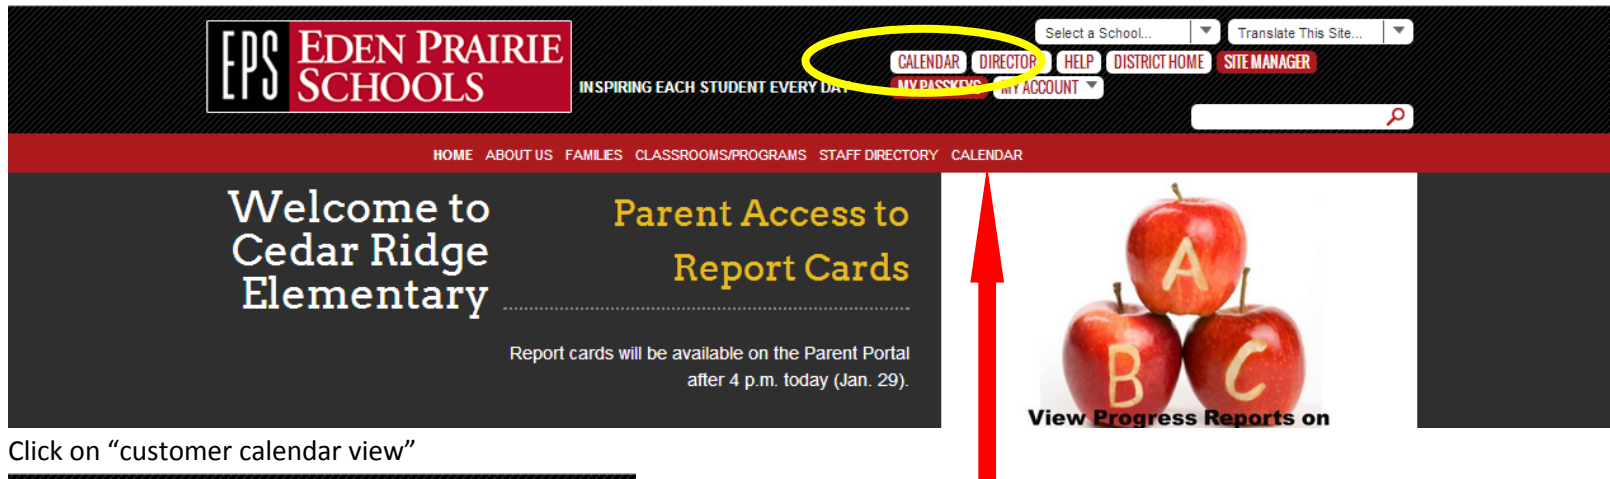 EPS EDEN PRAIRIE SCHOOLS
INSPIRING EACH STUDENT EVERY DAY
Select a School... Translate This Site...
CALENDAR DIRECTORY HELP DISTRICT HOME SITE MANAGER
MY PASSKEYS MY ACCOUNT
HOME ABOUT US FAMILIES CLASSROOMS/PROGRAMS STAFF DIRECTORY CALENDAR
Welcome to
Cedar Ridge
Elementary
Parent Access to
Report Cards
Report cards will be available on the Parent Portal
after 4 p.m. today (Jan. 29).
A
B C
View Progress Reports on
Click on “customer calendar view”